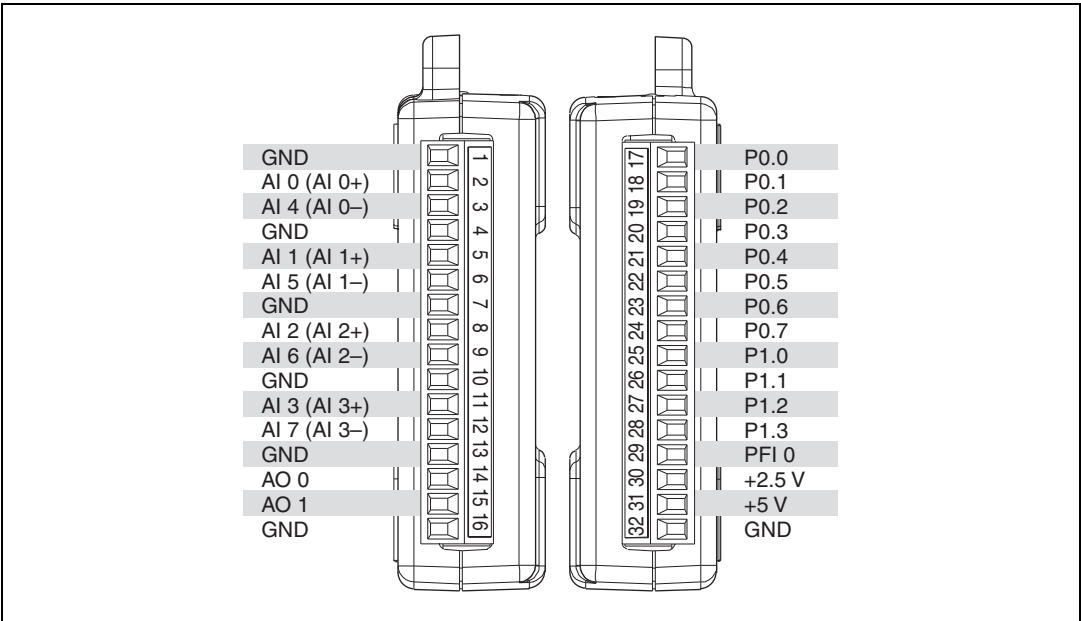 GND 1
AI 0 (AI 0+) 2
AI 4 (AI 0–) 3
GND 4
AI 1 (AI 1+) 5
AI 5 (AI 1–) 6
GND 7
AI 2 (AI 2+) 8
AI 6 (AI 2–) 9
GND 10
AI 3 (AI 3+) 11
AI 7 (AI 3–) 12
GND 13
AO 0 14
AO 1 15
GND 16
17 P0.0
18 P0.1
19 P0.2
20 P0.3
21 P0.4
22 P0.5
23 P0.6
24 P0.7
25 P1.0
26 P1.1
27 P1.2
28 P1.3
29 PFI 0
30 +2.5 V
31 +5 V
32 GND